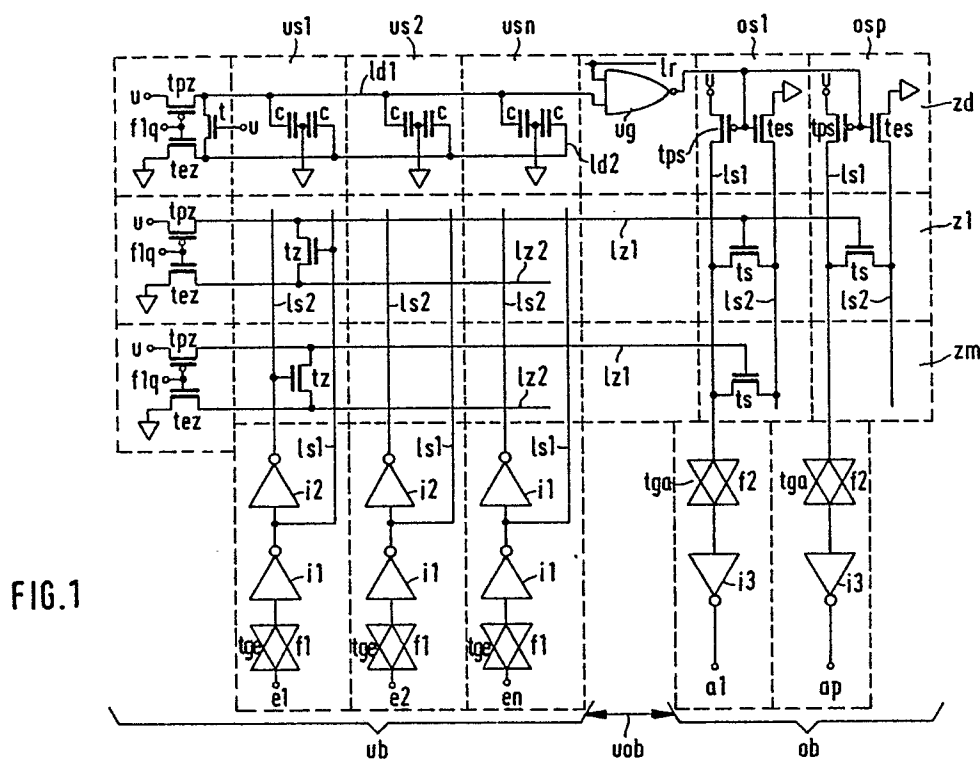 us1 us2 usn os1 osp
tpz ld1 lr u u zd
u t c c c c c c ug
f1q u tes tps tes
tez ld2 tps
ls1 ls1
tpz z1
u tz lz2 lz1
f1q ts ts
tez ls2 ls2 ls2 ls2 ls2
tpz zm
u lz1
f1q tz lz2
tez ts
ls1 ls1 ls1
i2 i2 i1 tga f2 tga f2
i1 i1 i1 i3 i3
FIG.1
tge f1 tge f1 tge f1
e1 e2 en a1 ap
ub uob ob